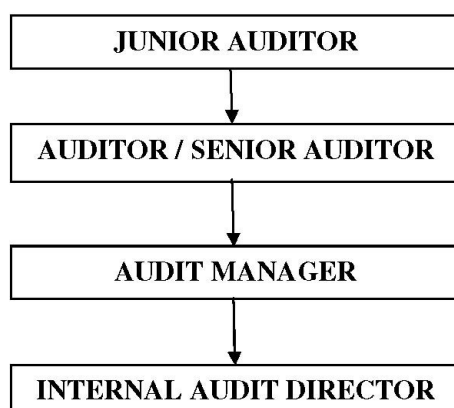 JUNIOR AUDITOR
AUDITOR / SENIOR AUDITOR
AUDIT MANAGER
INTERNAL AUDIT DIRECTOR